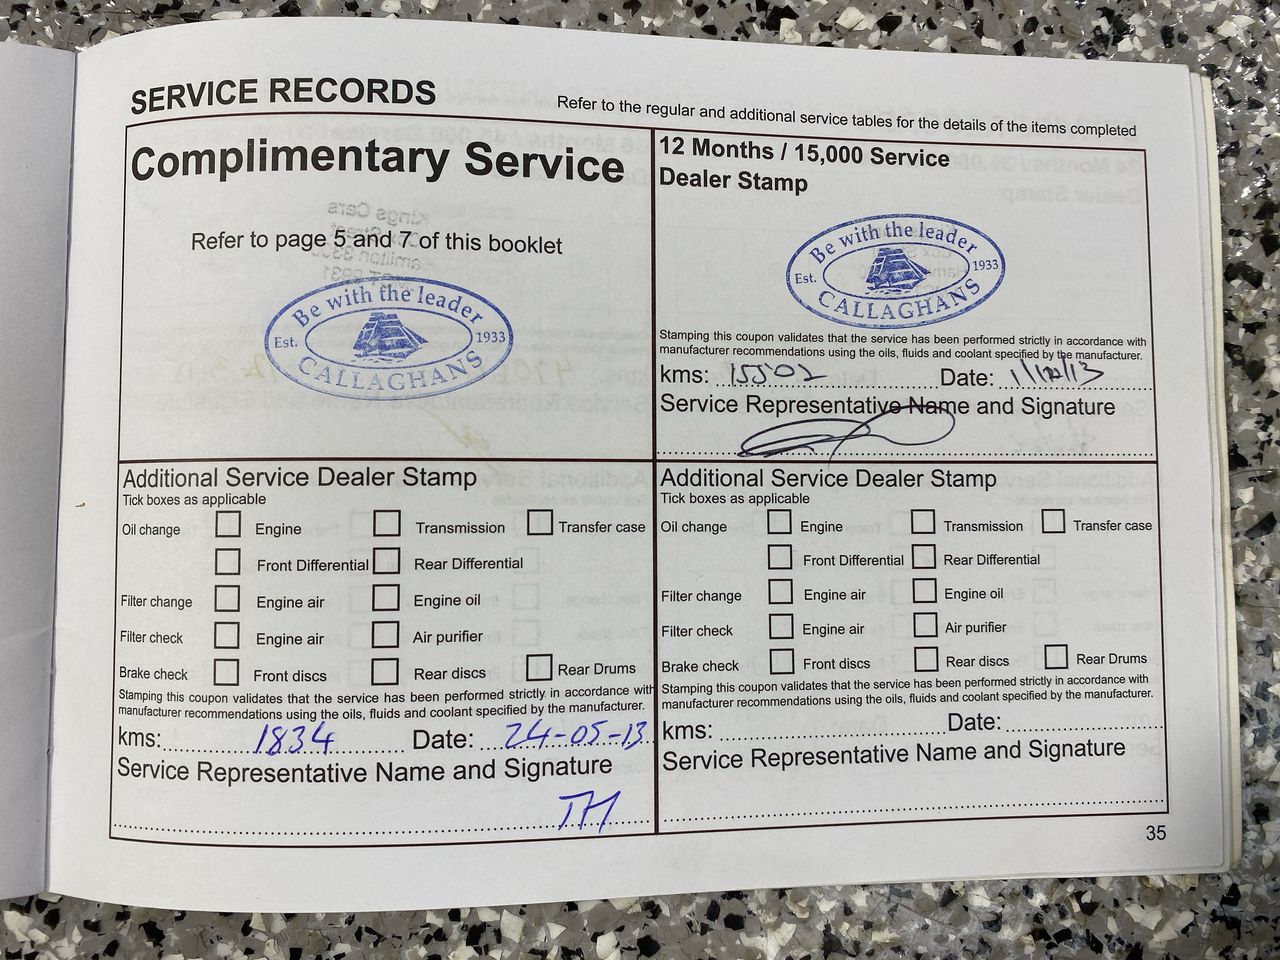 SERVICE RECORDS
Refer to the regular and additional service tables for the details of the items completed
Complimentary Service
Refer to page 5 and 7 of this booklet
Be with the leader
Est. 1933
CALLAGHANS
12 Months / 15,000 Service
Dealer Stamp
Be with the leader
Est. 1933
CALLAGHANS
Stamping this coupon validates that the service has been performed strictly in accordance with
manufacturer recommendations using the oils, fluids and coolant specified by the manufacturer.
kms: 15502 Date: 1/12/13
Service Representative Name and Signature
Additional Service Dealer Stamp
Tick boxes as applicable
Oil change Engine Transmission Transfer case
Front Differential Rear Differential
Filter change Engine air Engine oil
Filter check Engine air Air purifier
Brake check Front discs Rear discs Rear Drums
Stamping this coupon validates that the service has been performed strictly in accordance with
manufacturer recommendations using the oils, fluids and coolant specified by the manufacturer.
kms: 1834 Date: 24-05-13
Service Representative Name and Signature
TM
Additional Service Dealer Stamp
Tick boxes as applicable
Oil change Engine Transmission Transfer case
Front Differential Rear Differential
Filter change Engine air Engine oil
Filter check Engine air Air purifier
Brake check Front discs Rear discs Rear Drums
Stamping this coupon validates that the service has been performed strictly in accordance with
manufacturer recommendations using the oils, fluids and coolant specified by the manufacturer.
kms: Date:
Service Representative Name and Signature
35